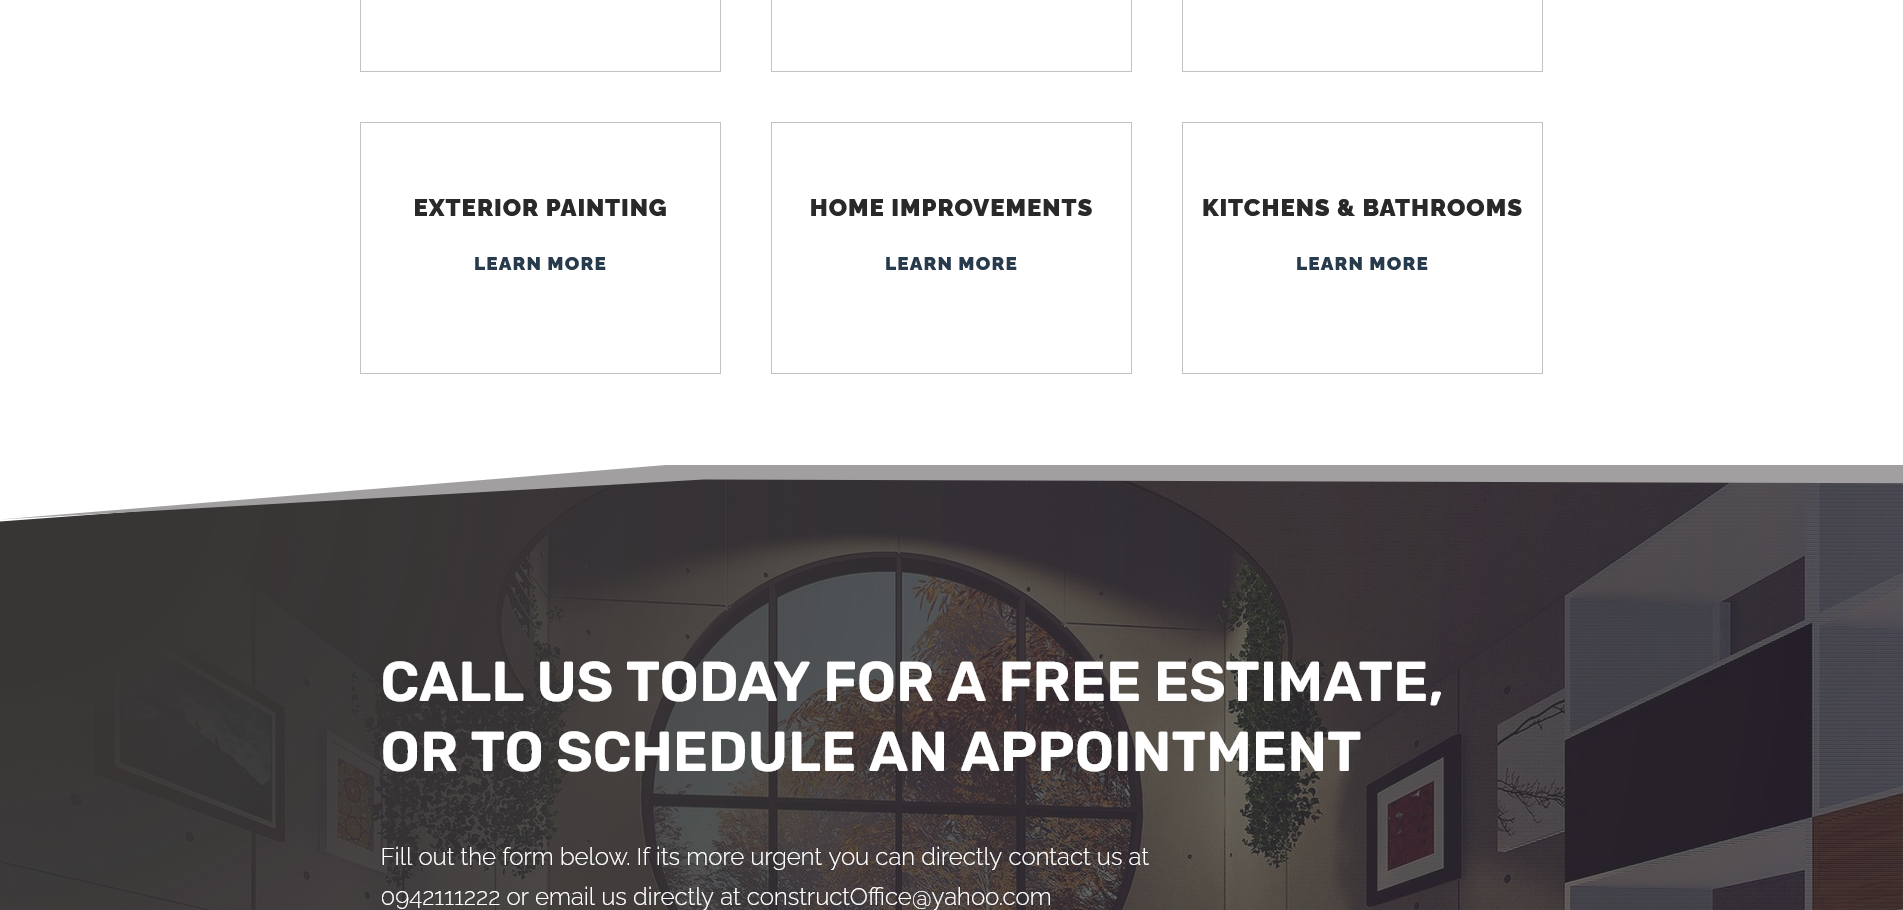 EXTERIOR PAINTING
HOME IMPROVEMENTS
KITCHENS & BATHROOMS
LEARN MORE
LEARN MORE
LEARN MORE
CALL US TODAY FOR A FREE ESTIMATE,
OR TO SCHEDULE AN APPOINTMENT
Fill out the form below. If its more urgent you can directly contact us at
0942111222 or email us directly at constructOffice@yahoo.com